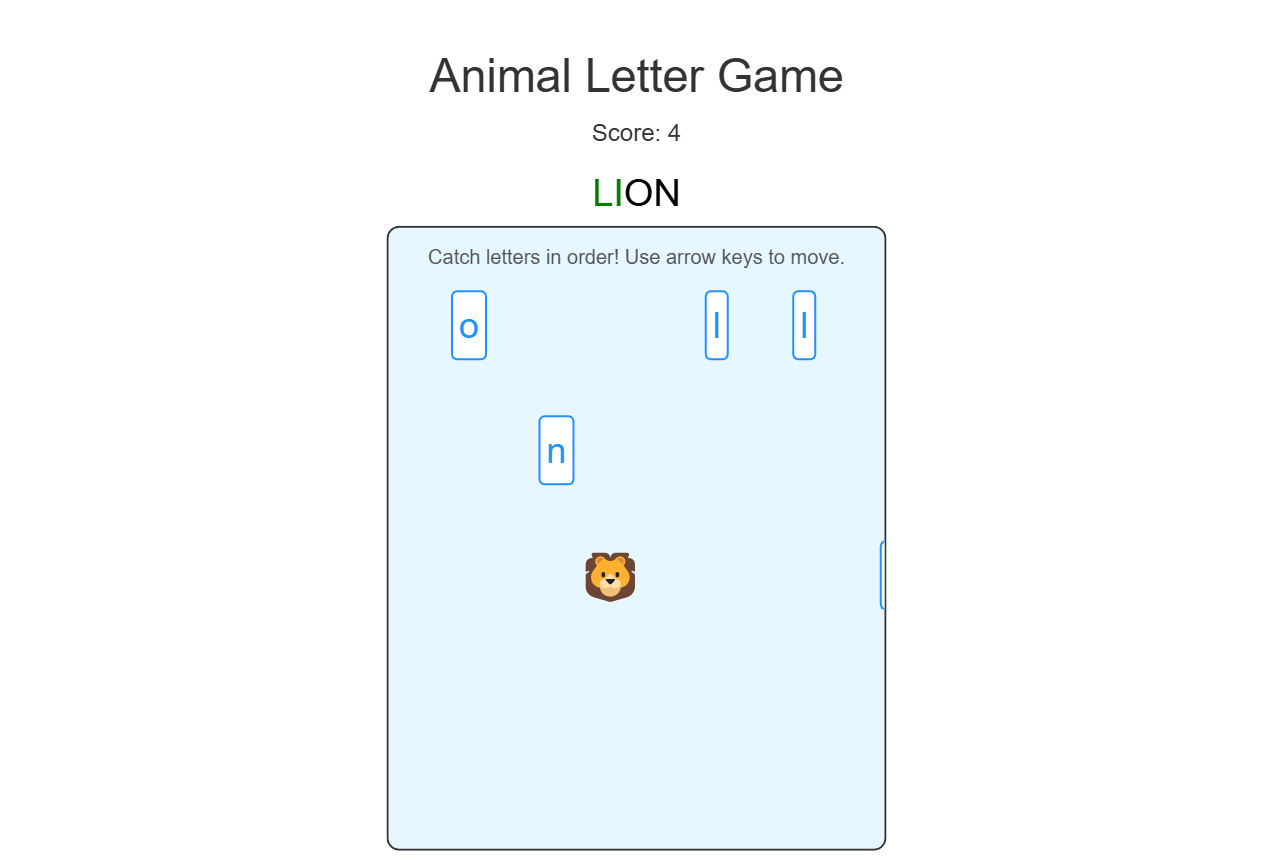 Animal Letter Game
Score: 4
LION
Catch letters in order! Use arrow keys to move.
o l l
n